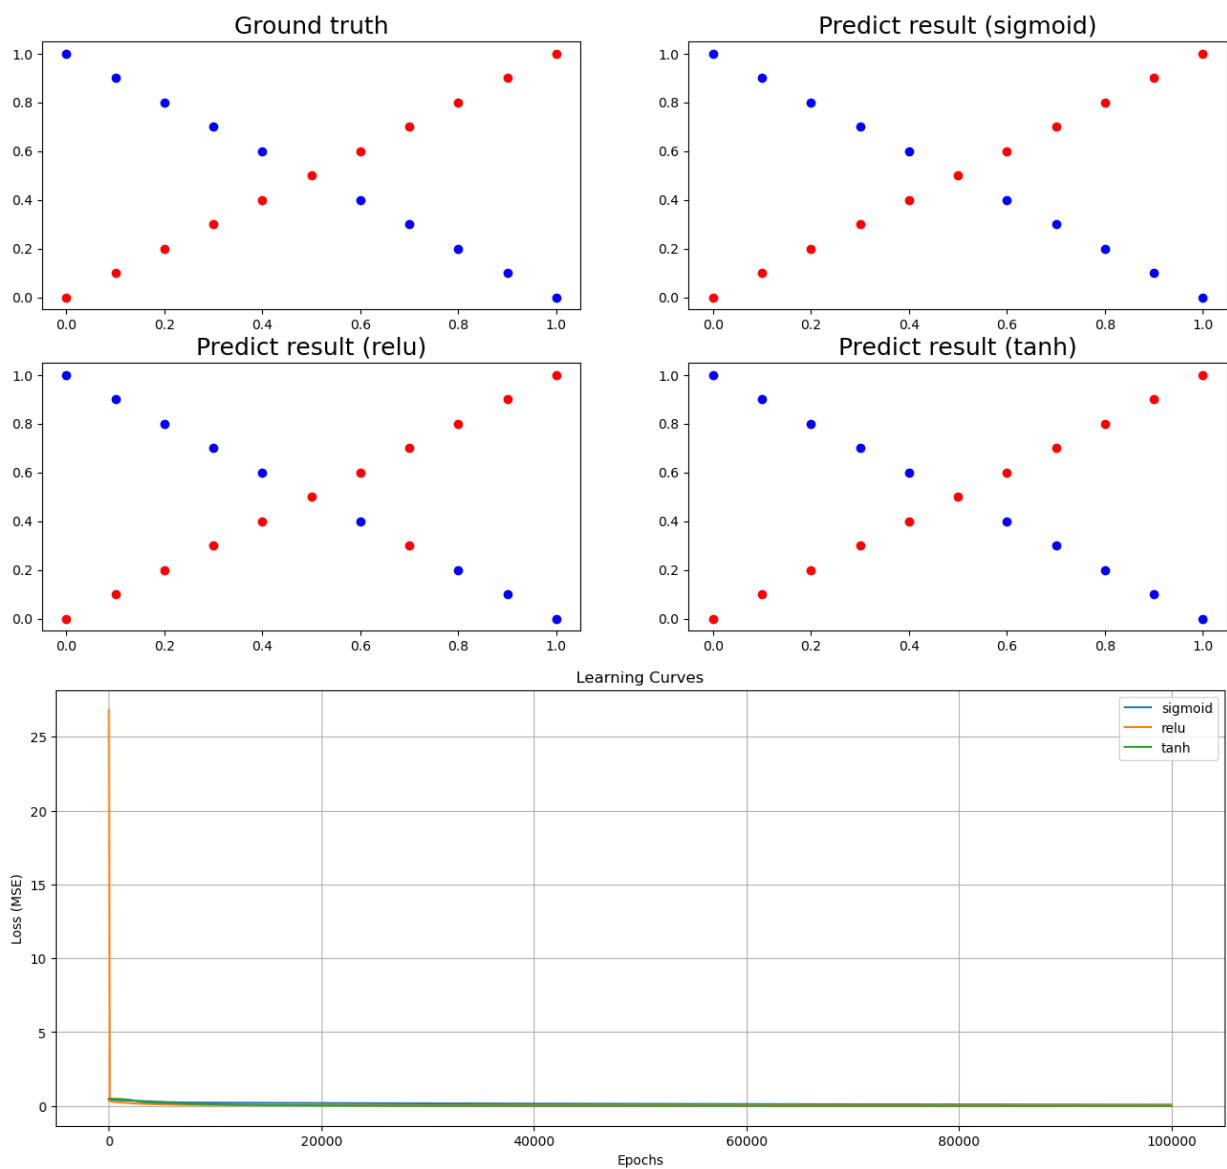 Ground truth
1.0
0.8
0.6
0.4
0.2
0.0
0.0 0.2 0.4 0.6 0.8 1.0
Predict result (sigmoid)
1.0
0.8
0.6
0.4
0.2
0.0
0.0 0.2 0.4 0.6 0.8 1.0
Predict result (relu)
1.0
0.8
0.6
0.4
0.2
0.0
0.0 0.2 0.4 0.6 0.8 1.0
Predict result (tanh)
1.0
0.8
0.6
0.4
0.2
0.0
0.0 0.2 0.4 0.6 0.8 1.0
Learning Curves
Loss (MSE)
25
20
15
10
5
0
sigmoid
relu
tanh
0 20000 40000 60000 80000 100000
Epochs